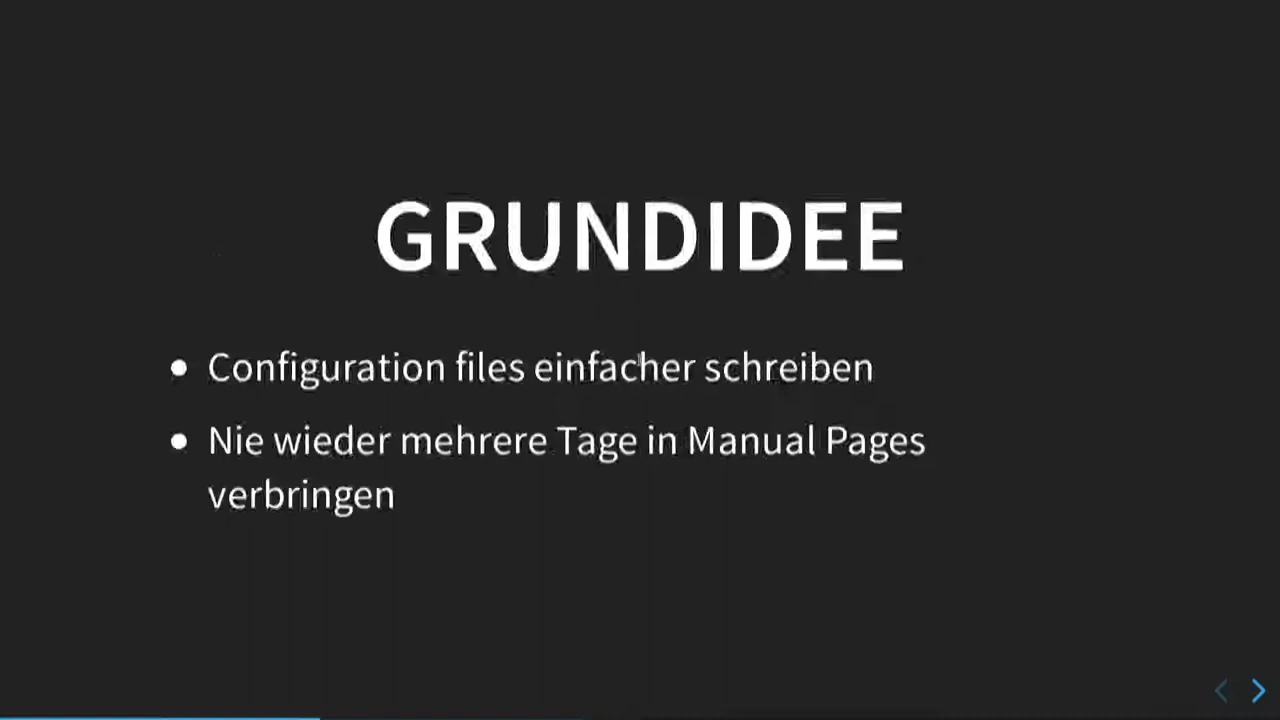 GRUNDIDEE
• Configuration files einfacher schreiben
• Nie wieder mehrere Tage in Manual Pages
verbringen